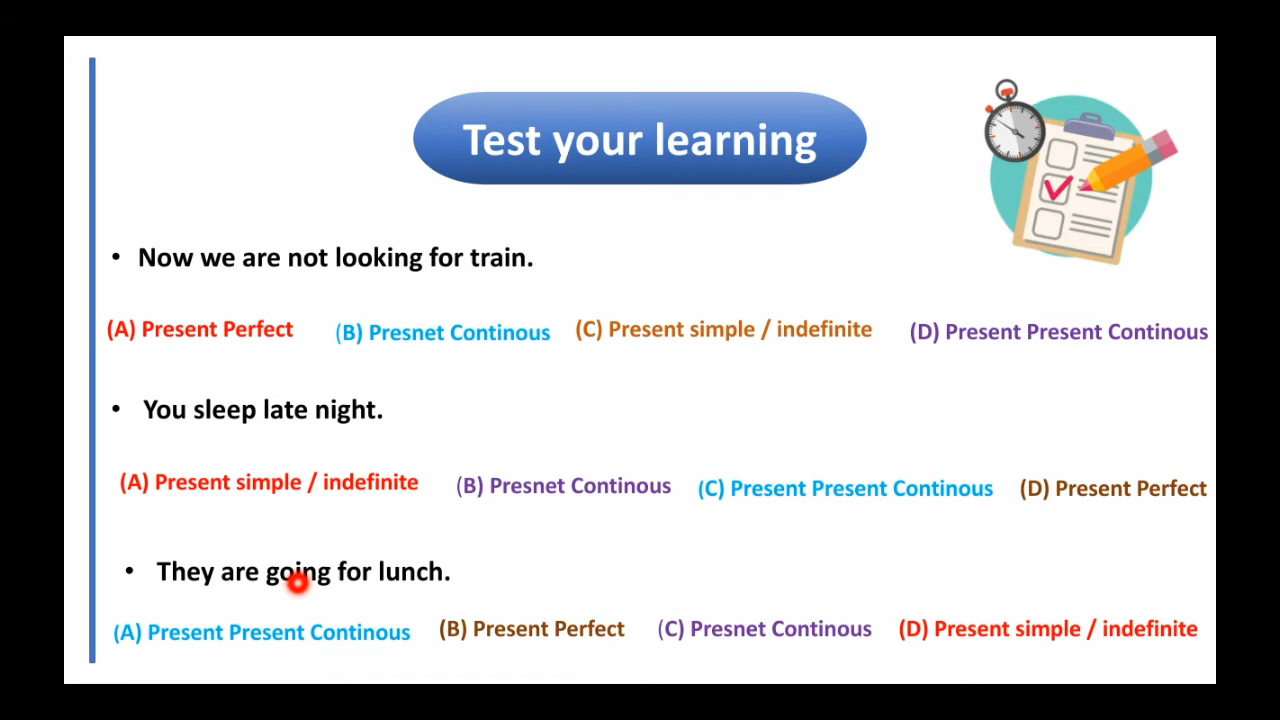 Test your learning
• Now we are not looking for train.
(A) Present Perfect (B) Presnet Continous (C) Present simple / indefinite (D) Present Present Continous
• You sleep late night.
(A) Present simple / indefinite (B) Presnet Continous (C) Present Present Continous (D) Present Perfect
• They are going for lunch.
(A) Present Present Continous (B) Present Perfect (C) Presnet Continous (D) Present simple / indefinite